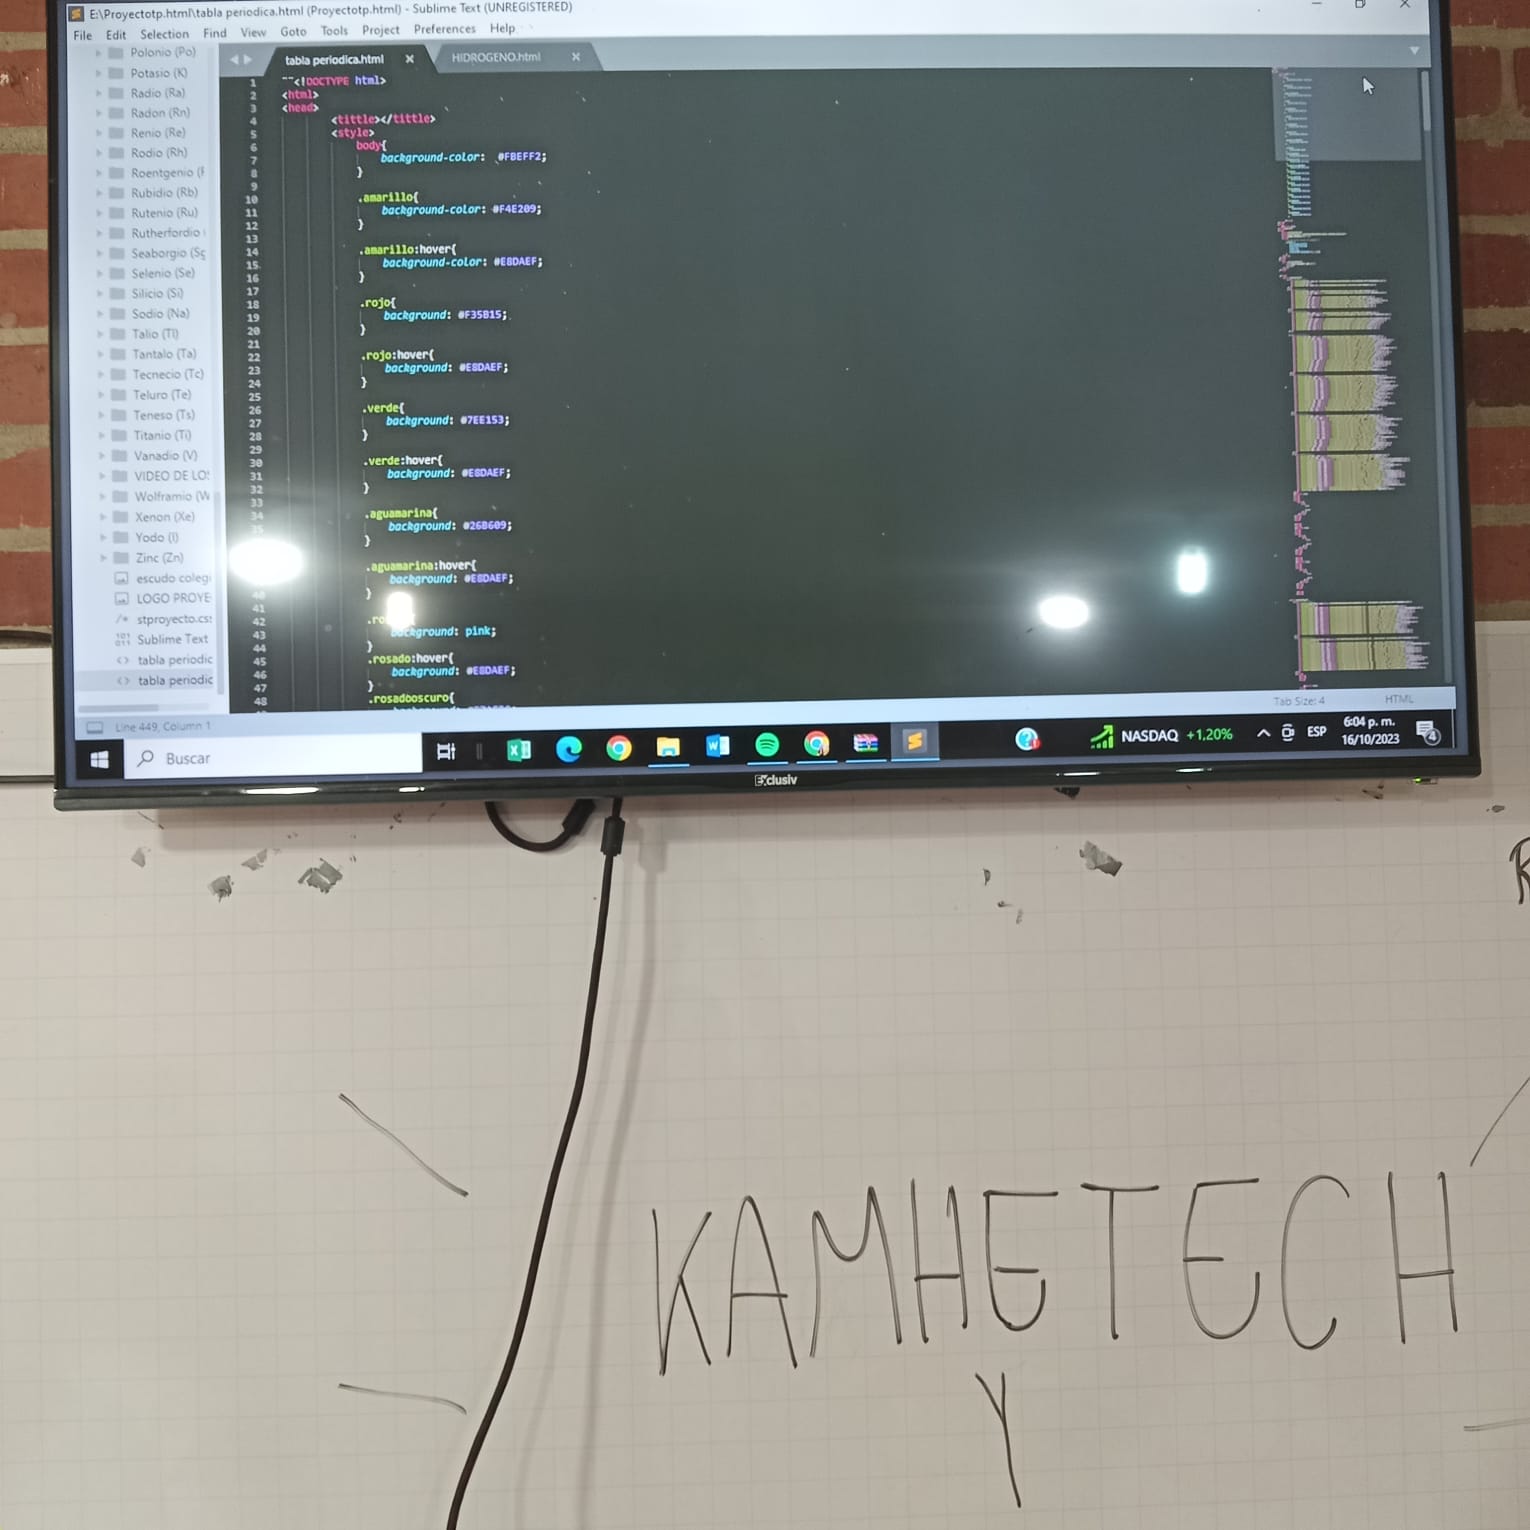 E:\Proyectotp.html\tabla periodica.html (Proyectotp.html) - Sublime Text (UNREGISTERED)
File Edit Selection Find View Goto Tools Project Preferences Help
Polonio (Po)
Potasio (K)
Radio (Ra)
Radon (Rn)
Renio (Re)
Rodio (Rh)
Roentgenio (
Rubidio (Rb)
Rutenio (Ru)
Rutherfordio
Seaborgio (Sg
Selenio (Se)
Silicio (Si)
Sodio (Na)
Talio (Tl)
Tantalo (Ta)
Tecnecio (Tc)
Teluro (Te)
Teneso (Ts)
Titanio (Ti)
Vanadio (V)
VIDEO DE LOS
Wolframio (W
Xenon (Xe)
Yodo (I)
Zinc (Zn)
escudo colegi
LOGO PROYE
stproyecto.cs
Sublime Text
tabla periodic
tabla periodic
tabla periodica.html
HIDROGENO.html
1 ~~<!DOCTYPE html>
2 <html>
3 <head>
4 <tittle></tittle>
5 <style>
6 body{
7 background-color: #FBEFF2;
8 }
9
10 .amarillo{
11 background-color: #F4E209;
12 }
13
14 .amarillo:hover{
15 background-color: #E8DAEF;
16 }
17
18 .rojo{
19 background: #F35B15;
20 }
21
22 .rojo:hover{
23 background: #E8DAEF;
24 }
25
26 .verde{
27 background: #7EE153;
28 }
29
30 .verde:hover{
31 background: #E8DAEF;
32 }
33
34 .aguamarina{
35 background: #26B609;
}
.aguamarina:hover{
background: #E8DAEF;
40 }
41
42 .ro
43 background: pink;
44 }
45 .rosado:hover{
46 background: #E8DAEF;
47 }
48 .rosadooscuro{
Line 449, Column 1
Tab Size: 4
HTML
Buscar
NASDAQ +1,20%
ESP
6:04 p. m.
16/10/2023
4
Exclusiv
KAMHETECH
Y